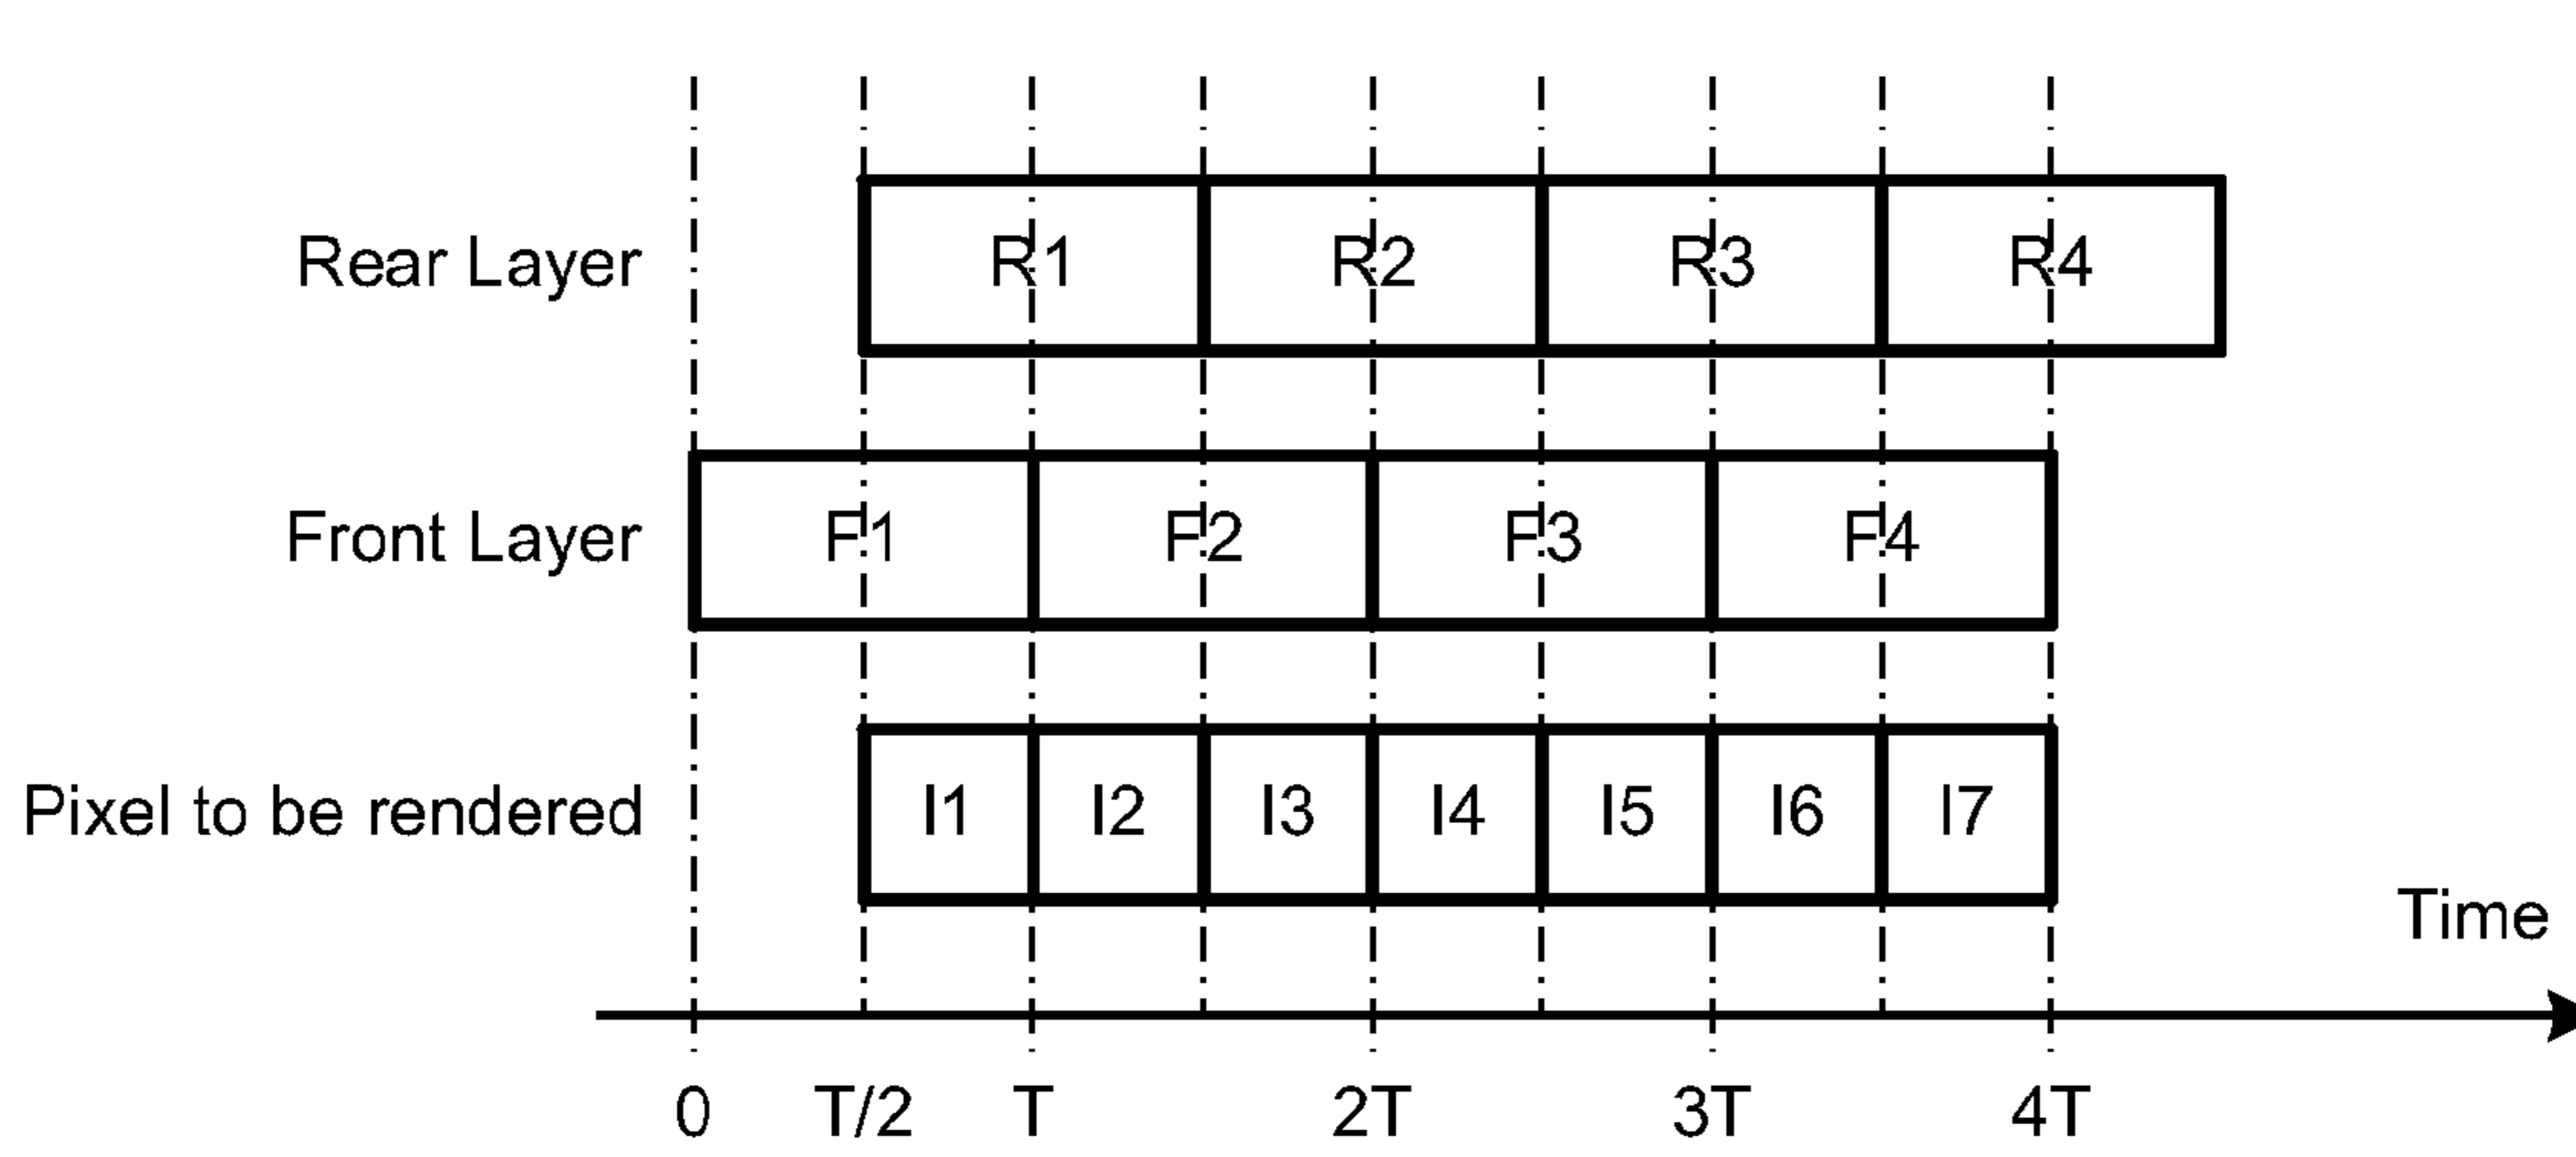 Rear Layer R1 R2 R3 R4
Front Layer F1 F2 F3 F4
Pixel to be rendered I1 I2 I3 I4 I5 I6 I7
Time
0 T/2 T 2T 3T 4T